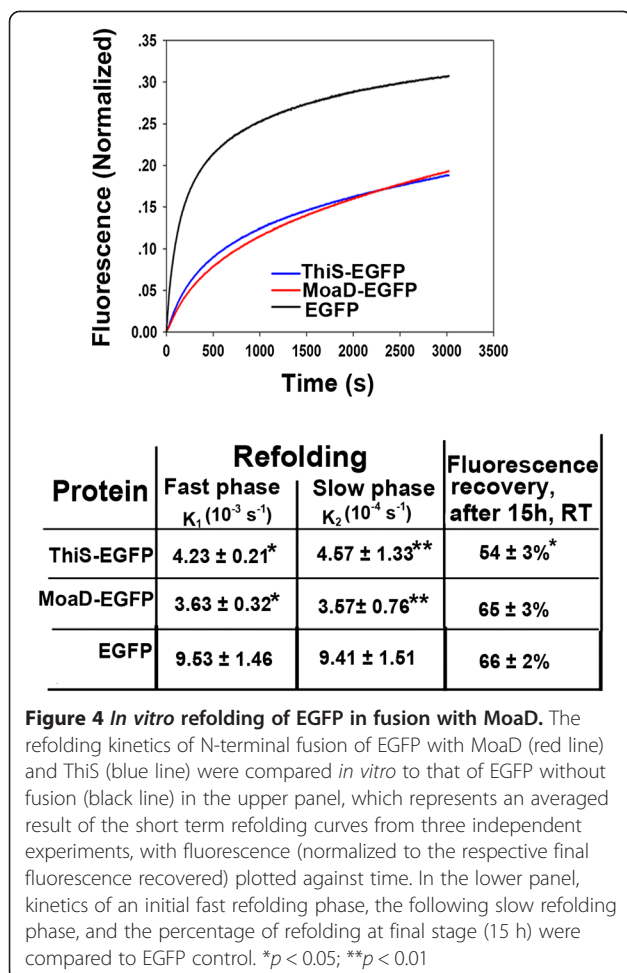 .35
.30
.25
.20
.15
.10
.05
0.00
Fluorescence (Normalized)
ThiS-EGFP
MoaD-EGFP
EGFP
0 500 1000 1500 2000 2500 3000 3500
Time (s)
Protein
Refolding
Fast phase
K₁ (10⁻³ s⁻¹)
Slow phase
K₂ (10⁻⁴ s⁻¹)
Fluorescence
recovery,
after 15h, RT
ThiS-EGFP 4.23 ± 0.21* 4.57 ± 1.33** 54 ± 3%*
MoaD-EGFP 3.63 ± 0.32* 3.57± 0.76** 65 ± 3%
EGFP 9.53 ± 1.46 9.41 ± 1.51 66 ± 2%
Figure 4 In vitro refolding of EGFP in fusion with MoaD. The
refolding kinetics of N-terminal fusion of EGFP with MoaD (red line)
and ThiS (blue line) were compared in vitro to that of EGFP without
fusion (black line) in the upper panel, which represents an averaged
result of the short term refolding curves from three independent
experiments, with fluorescence (normalized to the respective final
fluorescence recovered) plotted against time. In the lower panel,
kinetics of an initial fast refolding phase, the following slow refolding
phase, and the percentage of refolding at final stage (15 h) were
compared to EGFP control. *p < 0.05; **p < 0.01